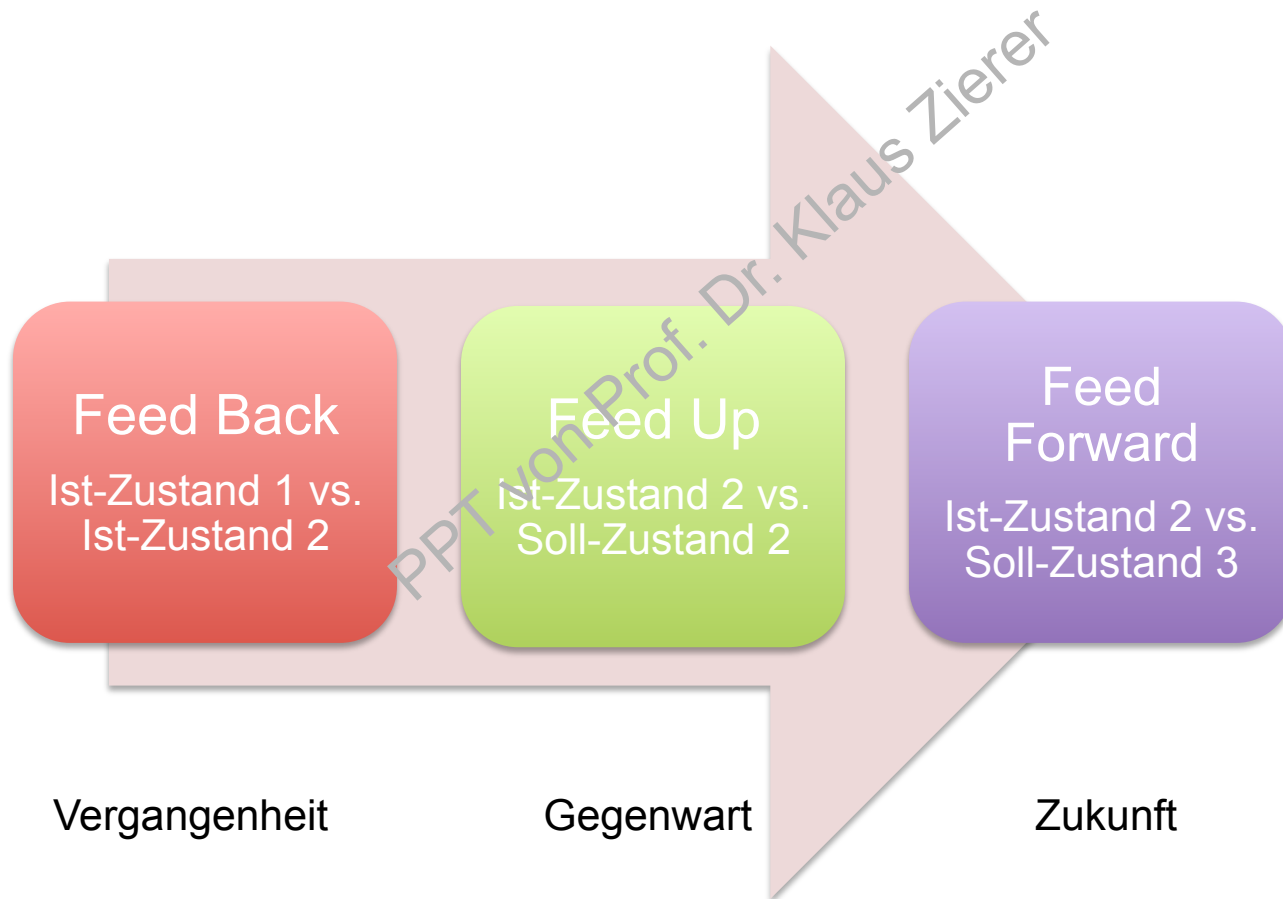 PPT von Prof. Dr. Klaus Zierer
Feed Back
Ist-Zustand 1 vs.
Ist-Zustand 2
Feed Up
Ist-Zustand 2 vs.
Soll-Zustand 2
Feed
Forward
Ist-Zustand 2 vs.
Soll-Zustand 3
Vergangenheit
Gegenwart
Zukunft